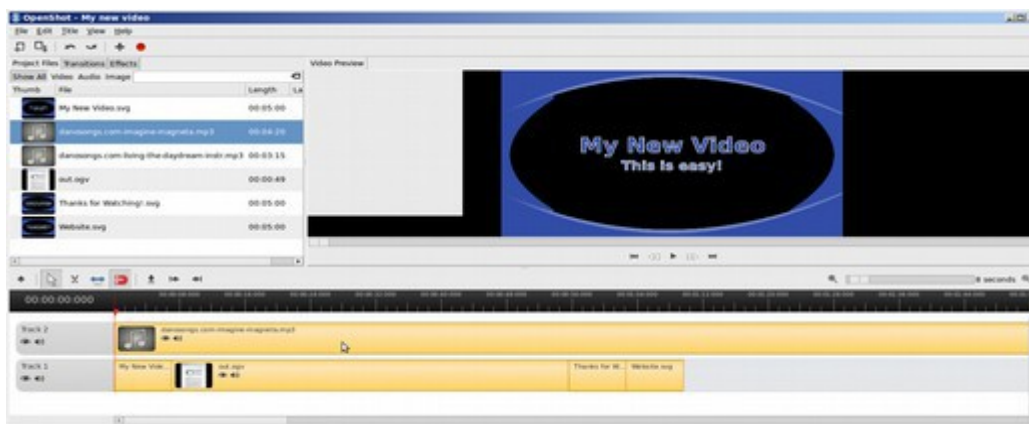 OpenShot - My new video
File Edit Title View Help
Project Files Transitions Effects
Video Preview
Show All Video Audio Image
Thumb File Length La
My New Video.svg 00:05:00
danosongs.com-imagine-magneta.mp3 00:04:20
danosongs.com-living-the-daydream-instr.mp3 00:03:15
out.ogv 00:00:49
Thanks for Watching!.svg 00:05:00
Website.svg 00:05:00
My New Video
This is easy!
8 seconds
00:00:00:000
Track 2
danosongs.com-imagine-magneta.mp3
Track 1
My New Vide...
out.ogv
Thanks for W...
Website.svg